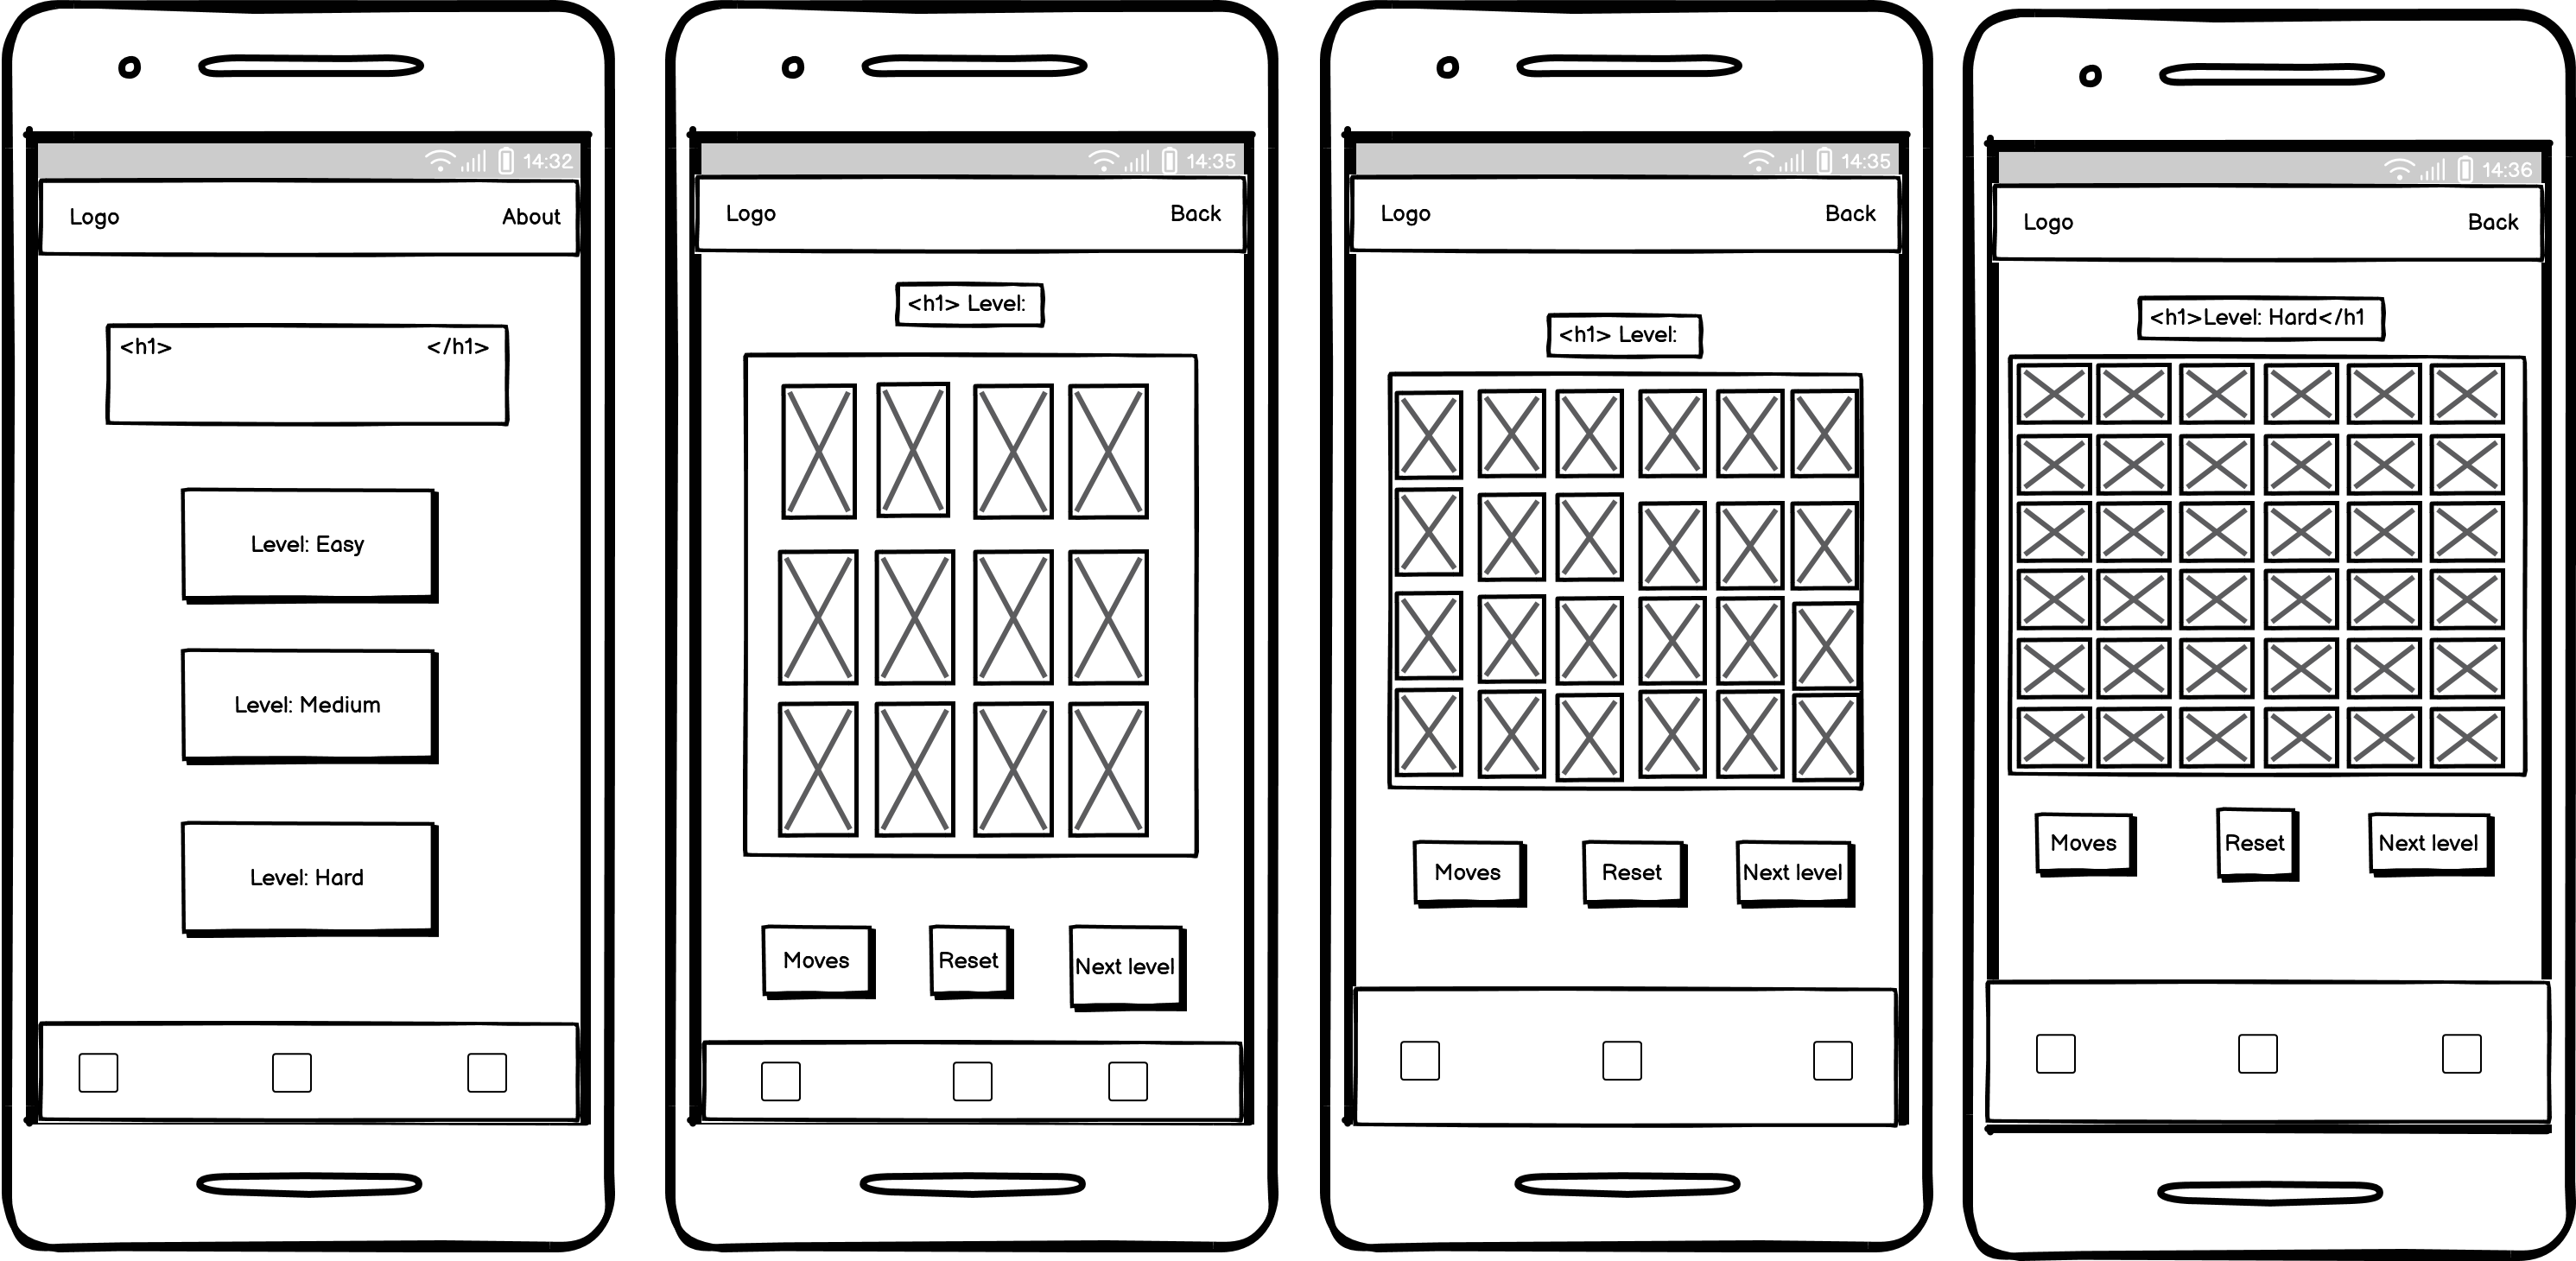 14:32
Logo About
<h1> </h1>
Level: Easy
Level: Medium
Level: Hard
14:35
Logo Back
<h1> Level:
Moves Reset Next level
14:35
Logo Back
<h1> Level:
Moves Reset Next level
14:36
Logo Back
<h1>Level: Hard</h1
Moves Reset Next level